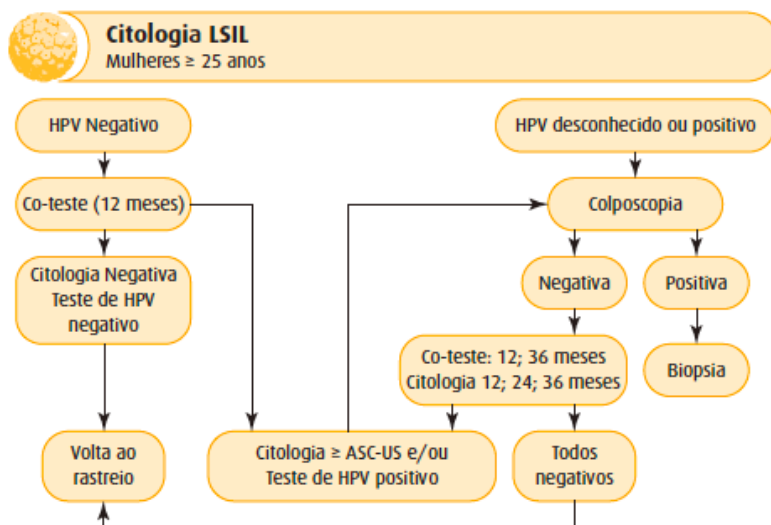 Citologia LSIL
Mulheres ≥ 25 anos
HPV Negativo
HPV desconhecido ou positivo
Co-teste (12 meses)
Colposcopia
Citologia Negativa
Teste de HPV
negativo
Negativa
Positiva
Co-teste: 12; 36 meses
Citologia 12; 24; 36 meses
Biopsia
Volta ao
rastreio
Citologia ≥ ASC-US e/ou
Teste de HPV positivo
Todos
negativos